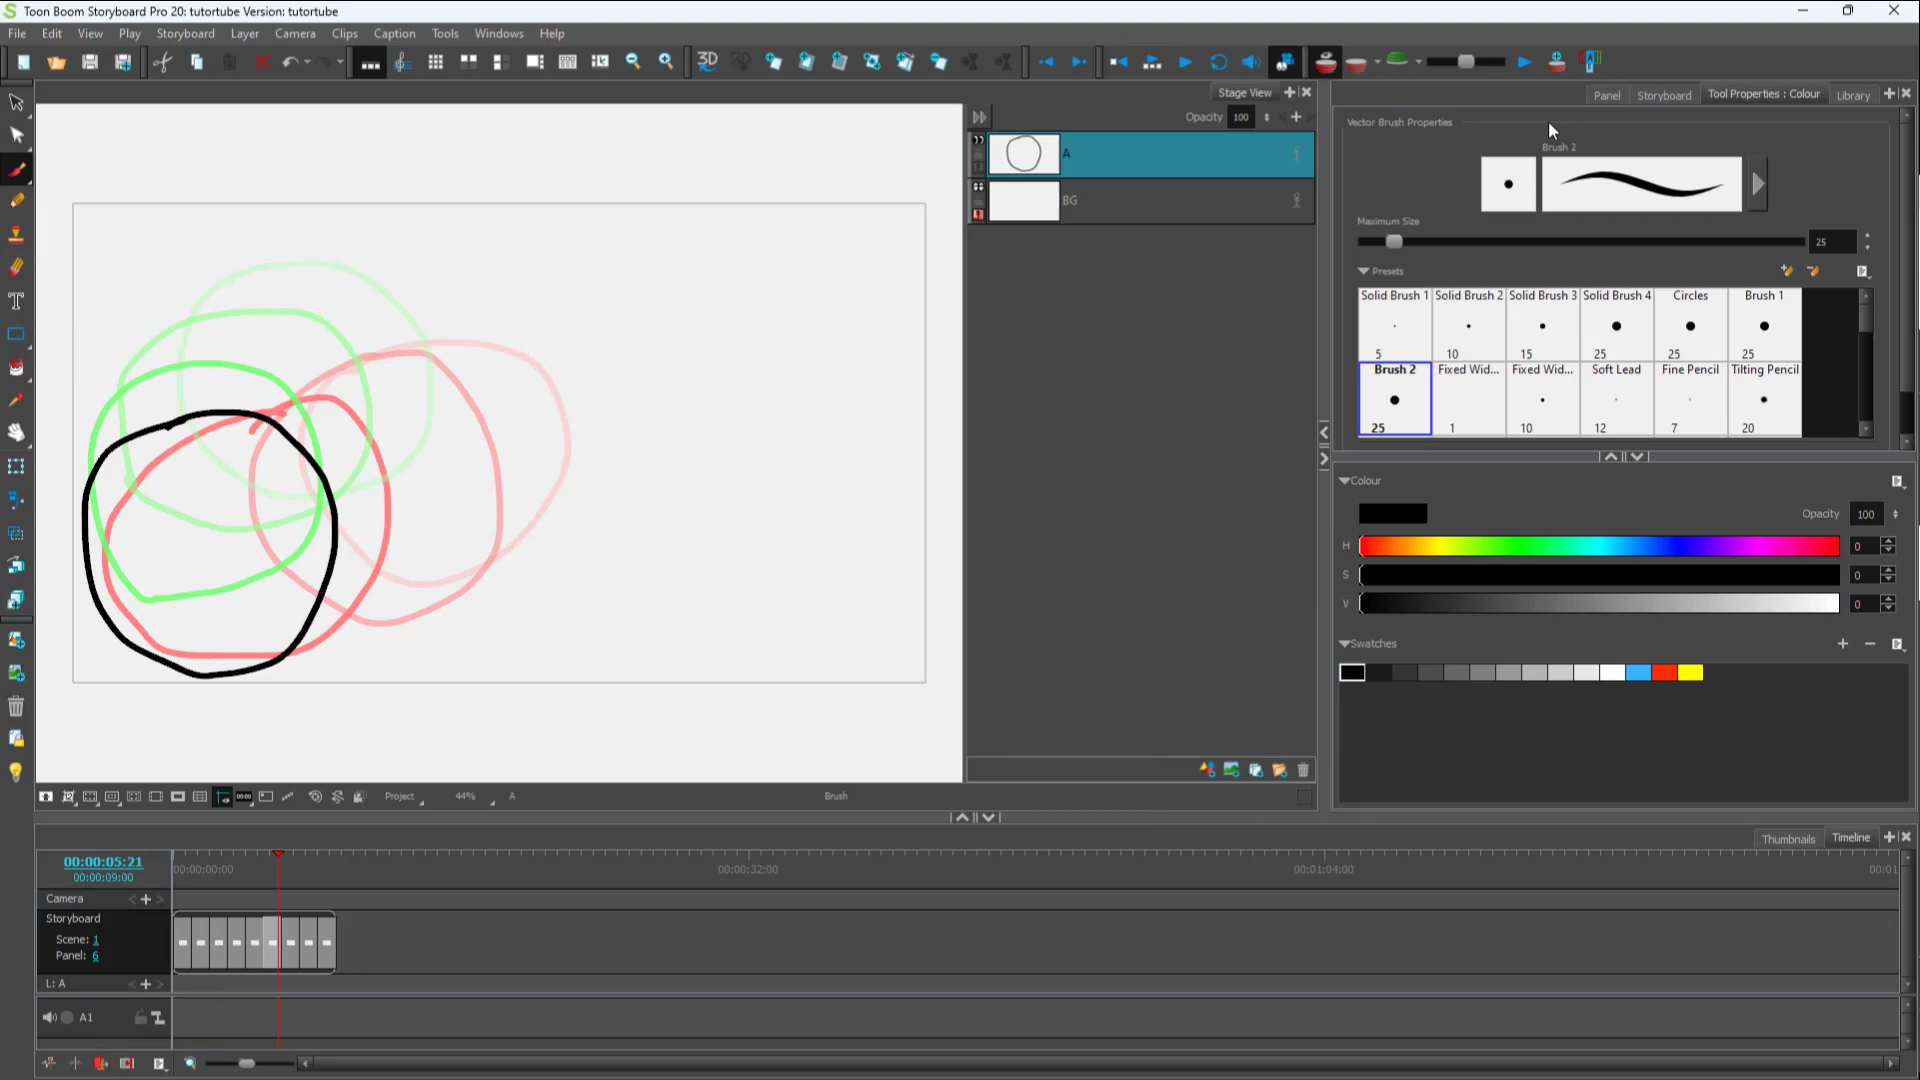 Toon Boom Storyboard Pro 20: tutortube Version: tutortube
File Edit View Play Storyboard Layer Camera Clips Caption Tools Windows Help
3D
Stage View
Panel Storyboard Tool Properties : Colour Library
Opacity 100
A
BG
Vector Brush Properties
Brush 2
Maximum Size
25
Presets
Solid Brush 1 Solid Brush 2 Solid Brush 3 Solid Brush 4 Circles Brush 1
5 10 15 25 25 25
Brush 2 Fixed Wid... Fixed Wid... Soft Lead Fine Pencil Tilting Pencil
25 1 10 12 7 20
Colour
Opacity 100
H 0
S 0
V 0
Swatches
Project 44% A Brush
Thumbnails Timeline
00:00:05:21
00:00:09:00
00:00:00:00 00:00:32:00 00:01:04:00 00:01
Camera
Storyboard
Scene: 1
Panel: 6
L: A
A1